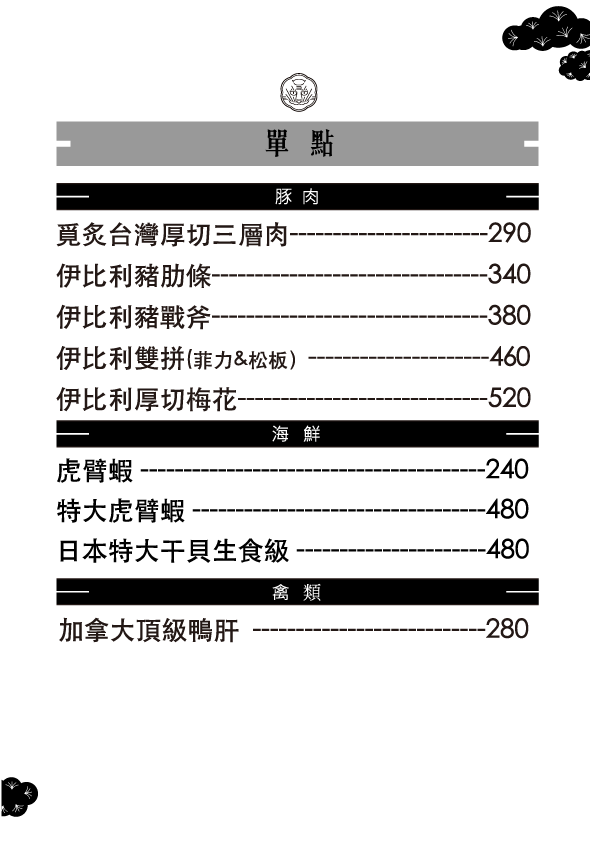 單 點
豚 肉
覓炙台灣厚切三層肉-----------------------290
伊比利豬肋條--------------------------------340
伊比利豬戰斧--------------------------------380
伊比利雙拼(菲力&松板) ---------------------460
伊比利厚切梅花-----------------------------520
海 鮮
虎臂蝦 ----------------------------------------240
特大虎臂蝦 ----------------------------------480
日本特大干貝生食級 ----------------------480
禽 類
加拿大頂級鴨肝 ---------------------------280